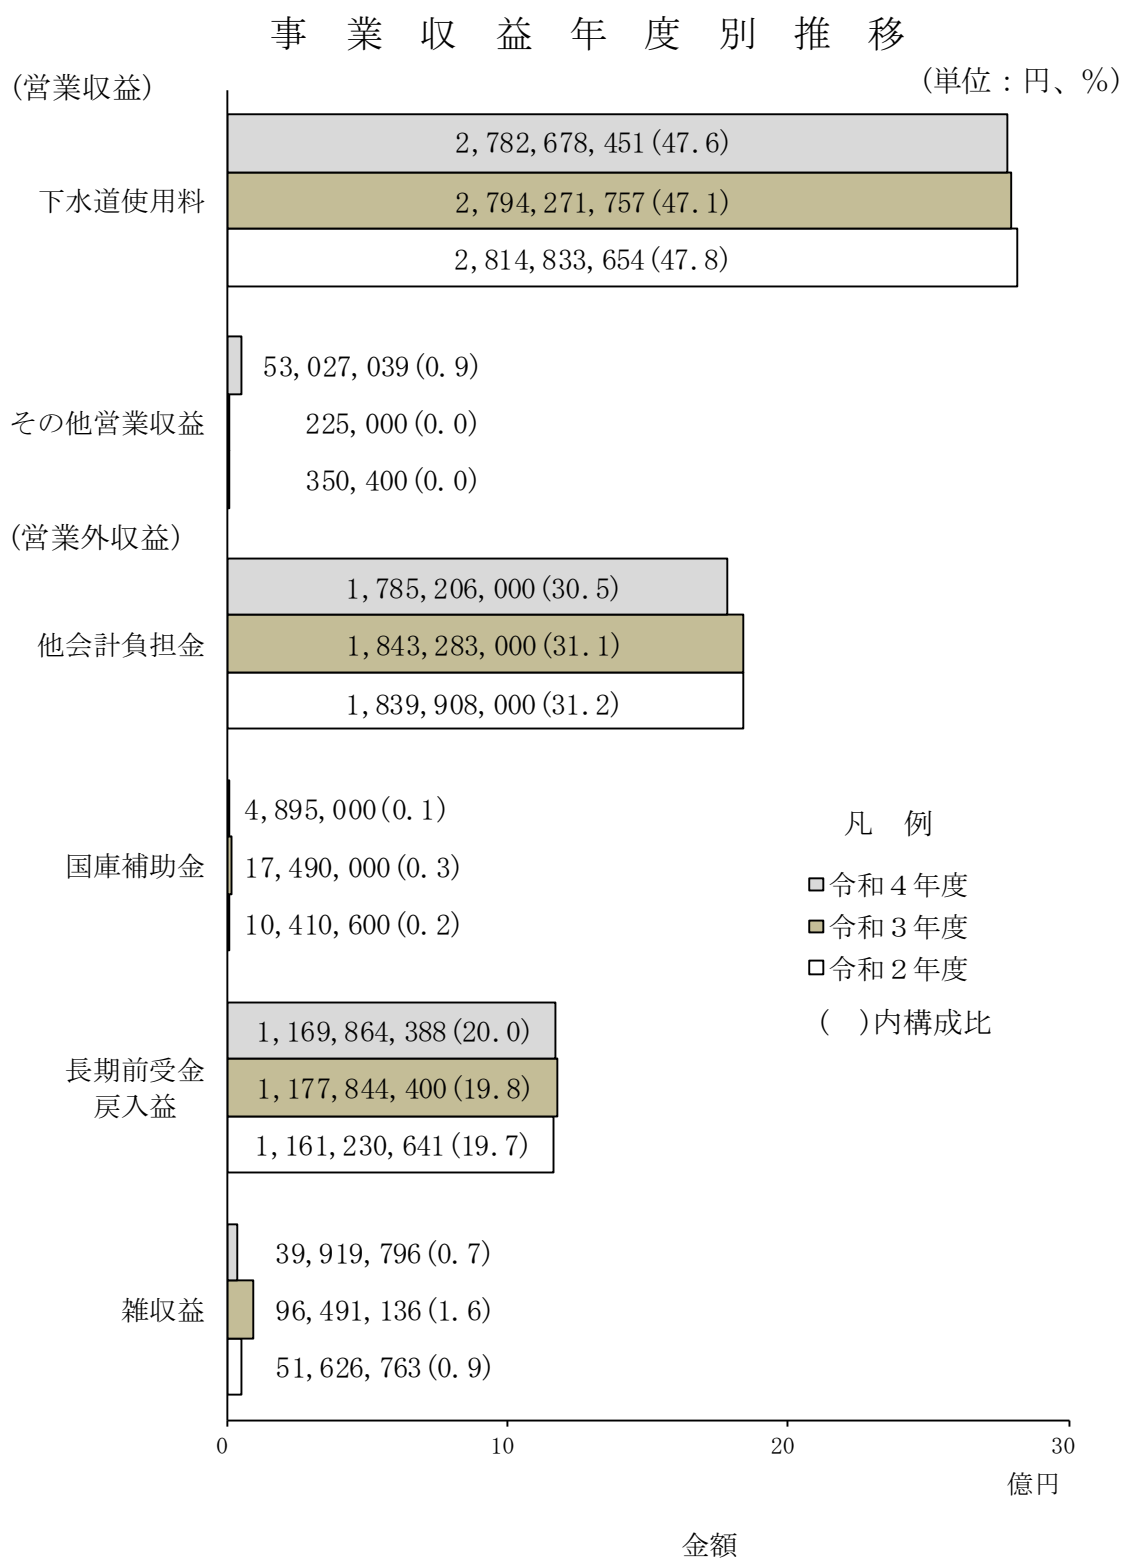 事業収益年度別推移
(単位：円、%)
(営業収益)
下水道使用料
2,782,678,451(47.6)
2,794,271,757(47.1)
2,814,833,654(47.8)
その他営業収益
53,027,039(0.9)
225,000(0.0)
350,400(0.0)
(営業外収益)
他会計負担金
1,785,206,000(30.5)
1,843,283,000(31.1)
1,839,908,000(31.2)
国庫補助金
4,895,000(0.1)
17,490,000(0.3)
10,410,600(0.2)
長期前受金
戻入益
1,169,864,388(20.0)
1,177,844,400(19.8)
1,161,230,641(19.7)
雑収益
39,919,796(0.7)
96,491,136(1.6)
51,626,763(0.9)
凡　例
令和４年度
令和３年度
令和２年度
(　)内構成比
0 10 20 30
億円
金額